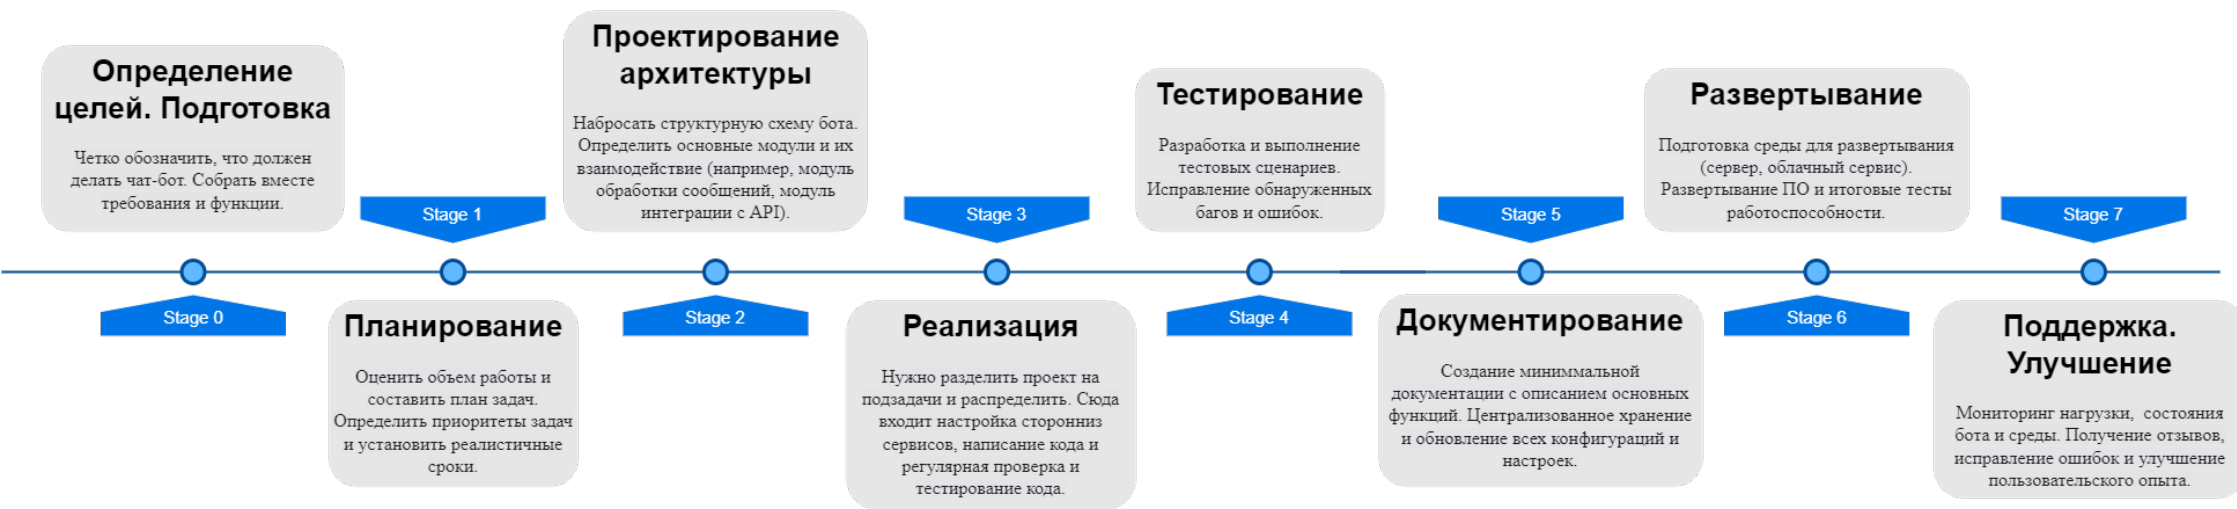 Определение
целей. Подготовка
Четко обозначить, что должен
делать чат-бот. Собрать вместе
требования и функции.
Stage 0
Stage 1
Планирование
Оценить объем работы и
составить план задач.
Определить приоритеты задач
и установить реалистичные
сроки.
Проектирование
архитектуры
Набросать структурную схему бота.
Определить основные модули и их
взаимодействие (например, модуль
обработки сообщений, модуль
интеграции с API).
Stage 2
Stage 3
Реализация
Нужно разделить проект на
подзадачи и распределить. Сюда
входит настройка сторонниз
сервисов, написание кода и
регулярная проверка и
тестирование кода.
Тестирование
Разработка и выполнение
тестовых сценариев.
Исправление обнаруженных
багов и ошибок.
Stage 4
Stage 5
Документирование
Создание миниммальной
документации с описанием основных
функций. Централизованное хранение
и обновление всех конфигураций и
настроек.
Развертывание
Подготовка среды для развертывания
(сервер, облачный сервис).
Развертывание ПО и итоговые тесты
работоспособности.
Stage 6
Stage 7
Поддержка.
Улучшение
Мониторинг нагрузки, состояния
бота и среды. Получение отзывов,
исправление ошибок и улучшение
пользовательского опыта.